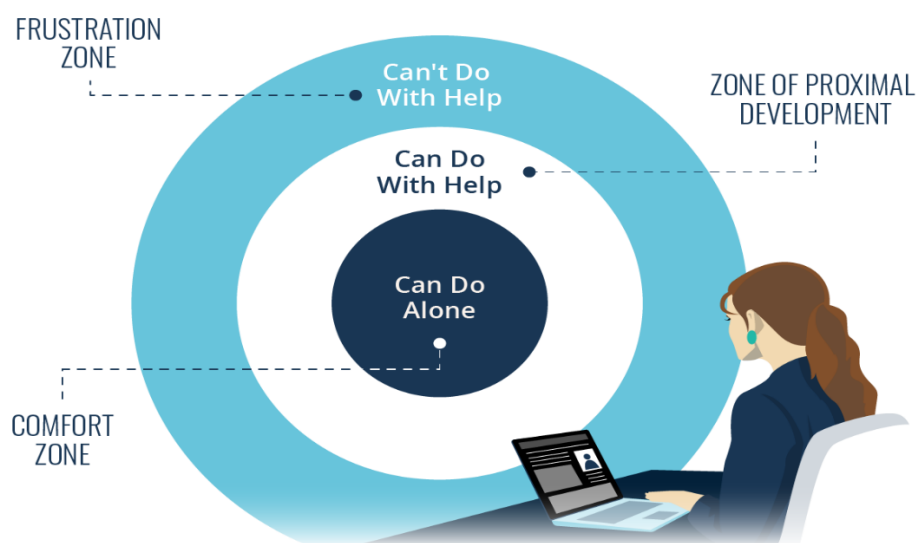 FRUSTRATION
ZONE
Can't Do
With Help
ZONE OF PROXIMAL
DEVELOPMENT
Can Do
With Help
Can Do
Alone
COMFORT
ZONE